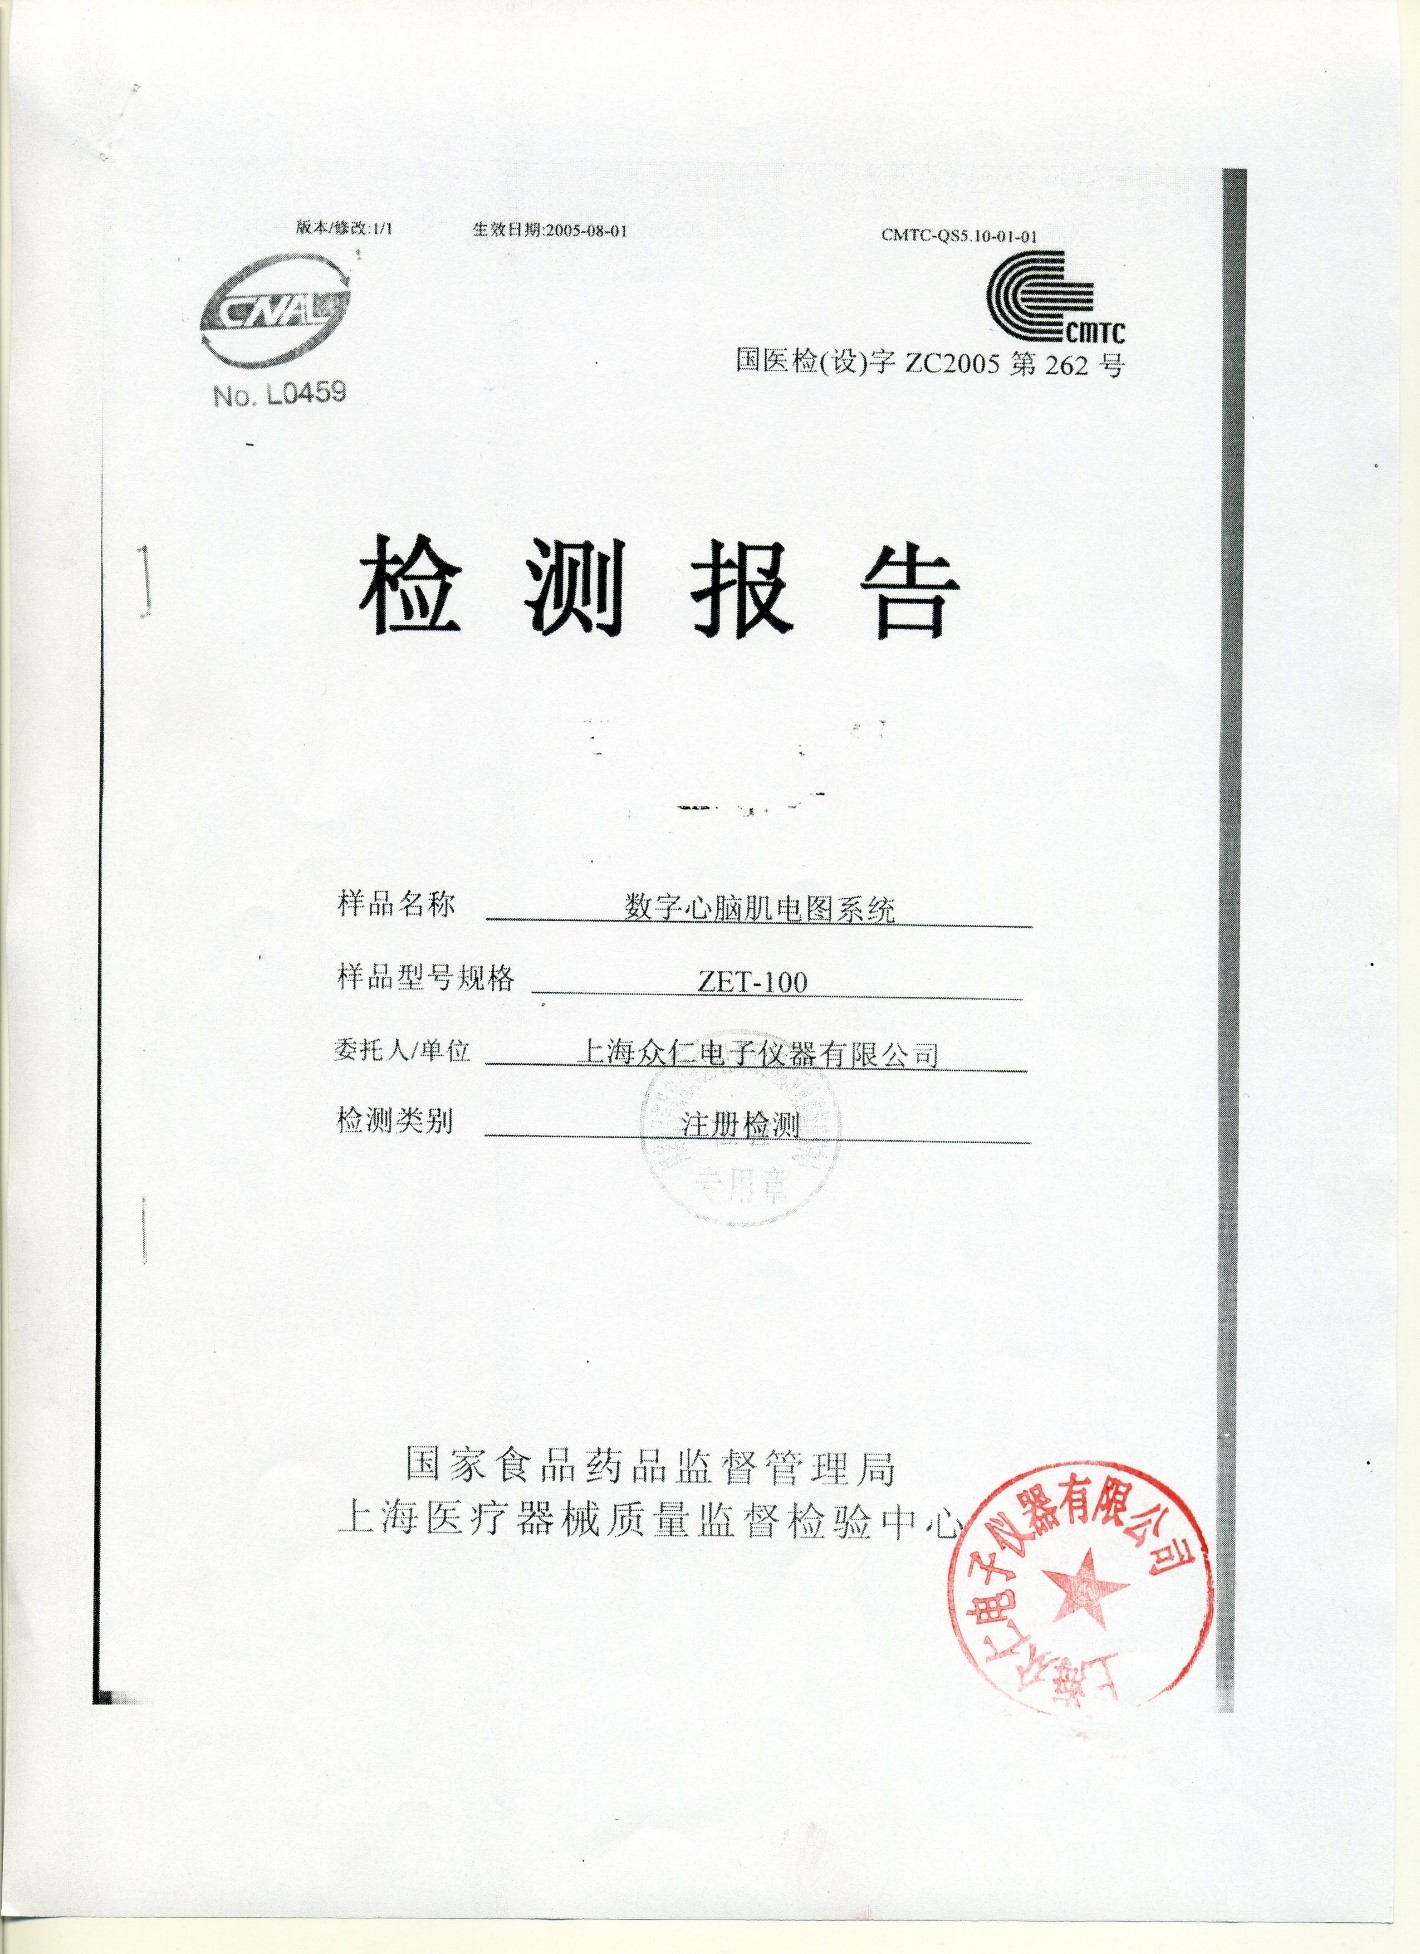 版本/修改:1/1 生效日期:2005-08-01 CMTC-QS5.10-01-01
CNAL
CMTC
国医检(设)字 ZC2005 第 262 号
No. L0459
检测报告
样品名称 数字心脑肌电图系统
样品型号规格 ZET-100
委托人/单位 上海众仁电子仪器有限公司
检测类别 注册检测
专用章
国家食品药品监督管理局
上海医疗器械质量监督检验中心
上海众仁电子仪器有限公司